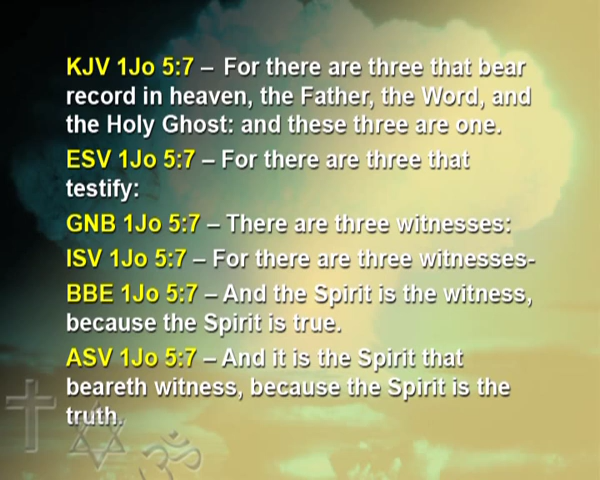 KJV 1Jo 5:7 – For there are three that bear
record in heaven, the Father, the Word, and
the Holy Ghost: and these three are one.
ESV 1Jo 5:7 – For there are three that
testify:
GNB 1Jo 5:7 – There are three witnesses:
ISV 1Jo 5:7 – For there are three witnesses-
BBE 1Jo 5:7 – And the Spirit is the witness,
because the Spirit is true.
ASV 1Jo 5:7 – And it is the Spirit that
beareth witness, because the Spirit is the
truth.
ॐ